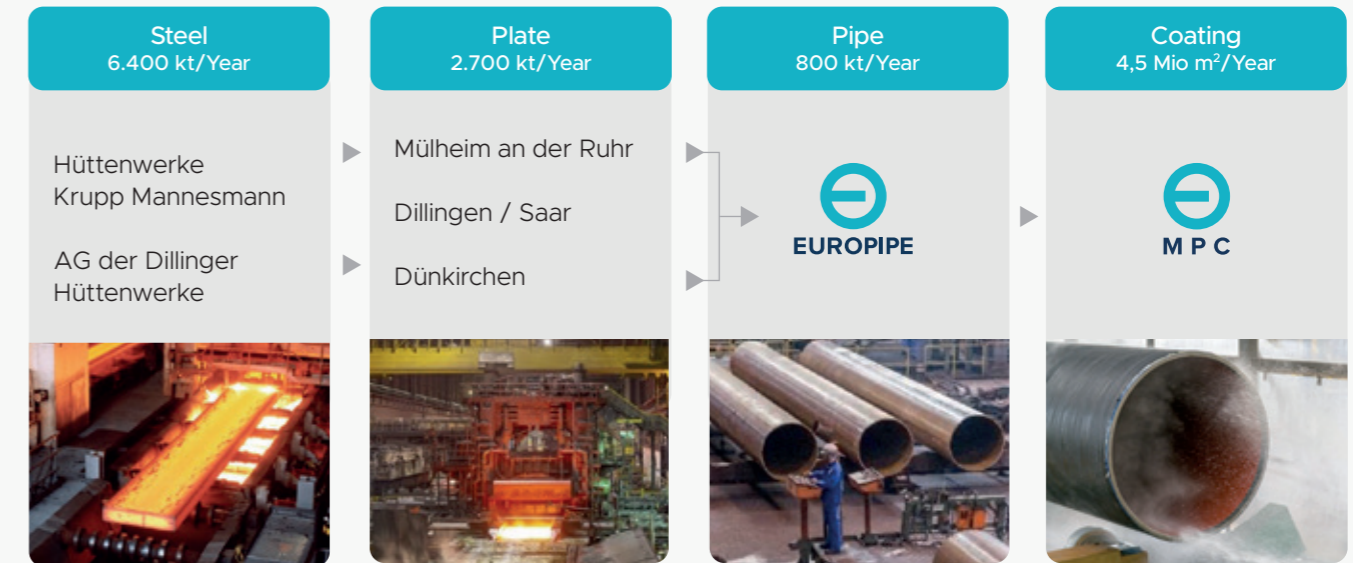 Steel
6.400 kt/Year
Hüttenwerke
Krupp Mannesmann
AG der Dillinger
Hüttenwerke
Plate
2.700 kt/Year
Mülheim an der Ruhr
Dillingen / Saar
Dünkirchen
Pipe
800 kt/Year
EUROPIPE
Coating
4,5 Mio m²/Year
M P C